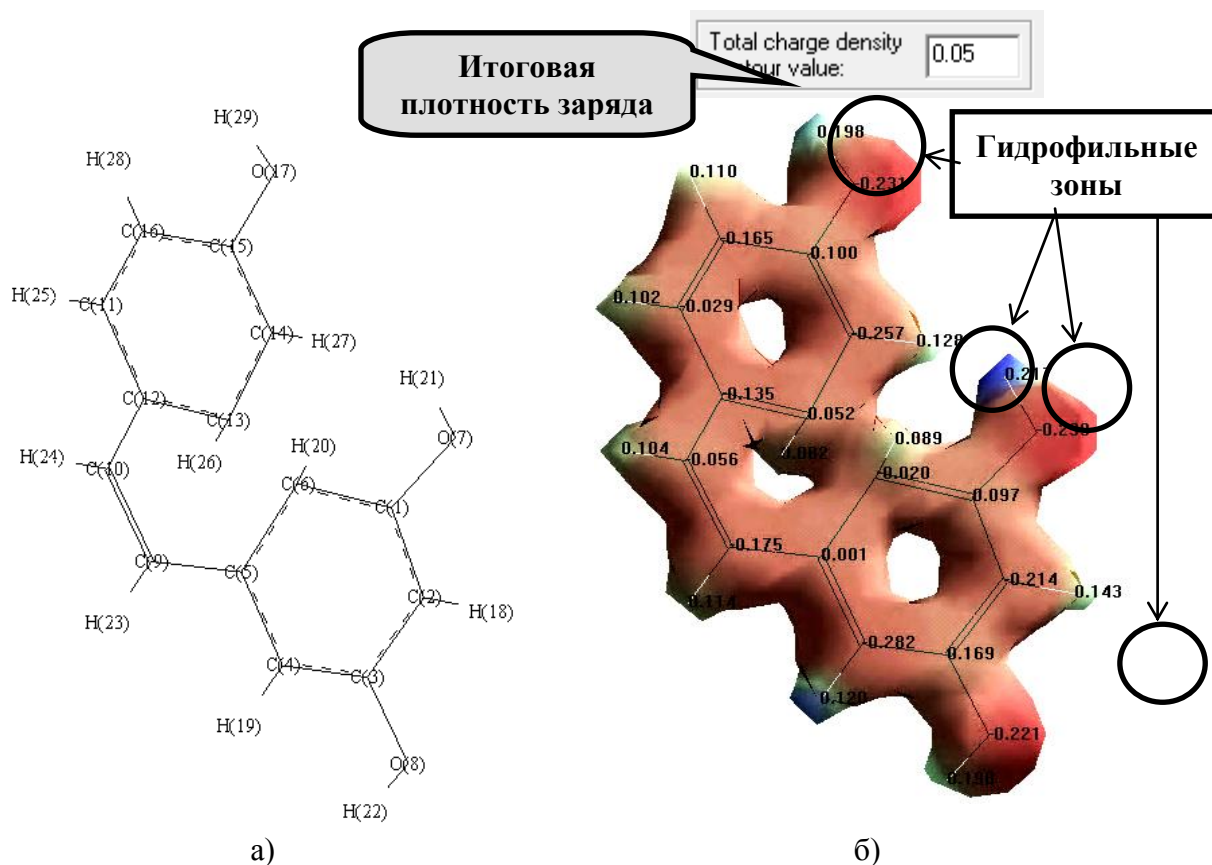 Total charge density
ntour value:
0.05
Итоговая
плотность заряда
Гидрофильные
зоны
H(29)
H(28)
O(17)
C(16)
C(15)
H(25)
C(11)
C(14)
H(27)
C(12)
C(13)
H(21)
H(24)
C(10)
H(26)
H(20)
O(7)
C(6)
C(1)
C(9)
C(5)
C(2)
H(18)
H(23)
C(4)
C(3)
H(19)
O(8)
H(22)
0.198
0.110
-0.231
-0.165
0.100
0.102
-0.029
-0.257
0.128
-0.135
0.052
0.104
-0.056
0.082
0.089
-0.020
0.097
-0.175
0.001
0.114
-0.214
0.143
-0.282
0.169
0.120
-0.221
а)
б)